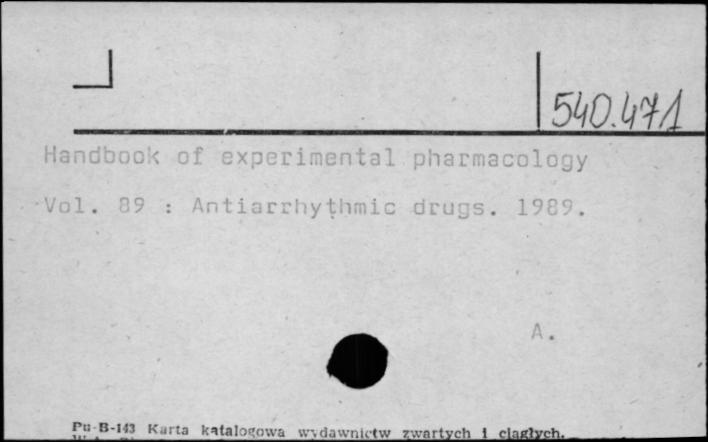 540.471
Handbook of experimental pharmacology
Vol. 89 : Antiarrhythmic drugs. 1989.
A.
Pu-B-143 Karta katalogowa wydawnictw zwartych i ciągłych.